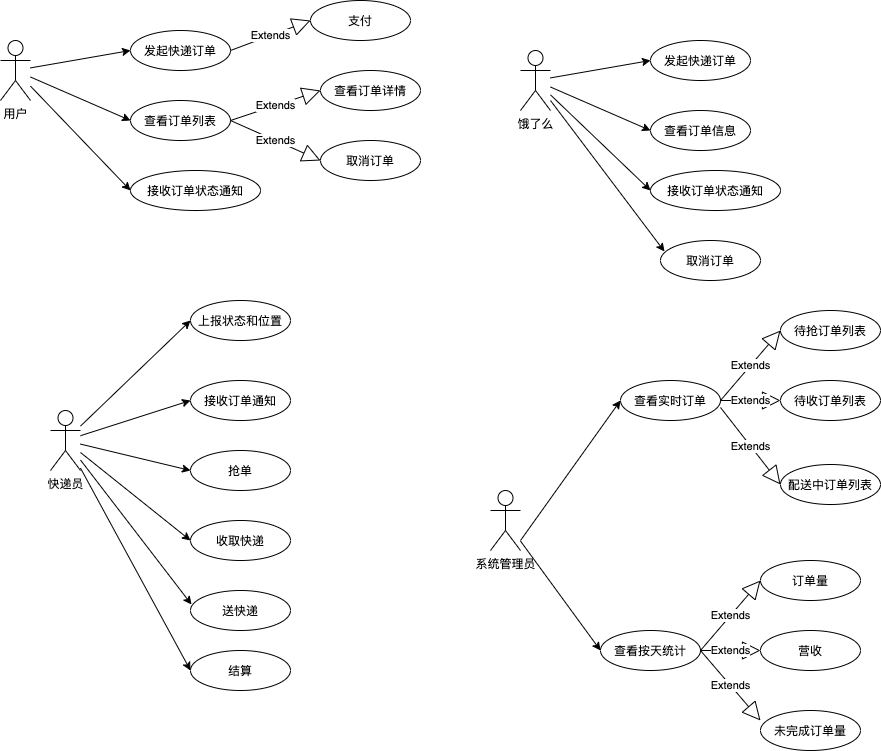 支付
Extends
发起快递订单
用户
查看订单详情
Extends
查看订单列表
Extends
取消订单
接收订单状态通知
发起快递订单
饿了么
查看订单信息
接收订单状态通知
取消订单
上报状态和位置
接收订单通知
抢单
快递员
收取快递
送快递
结算
待抢订单列表
Extends
查看实时订单
Extends
待收订单列表
Extends
配送中订单列表
系统管理员
订单量
Extends
查看按天统计
Extends
营收
Extends
未完成订单量